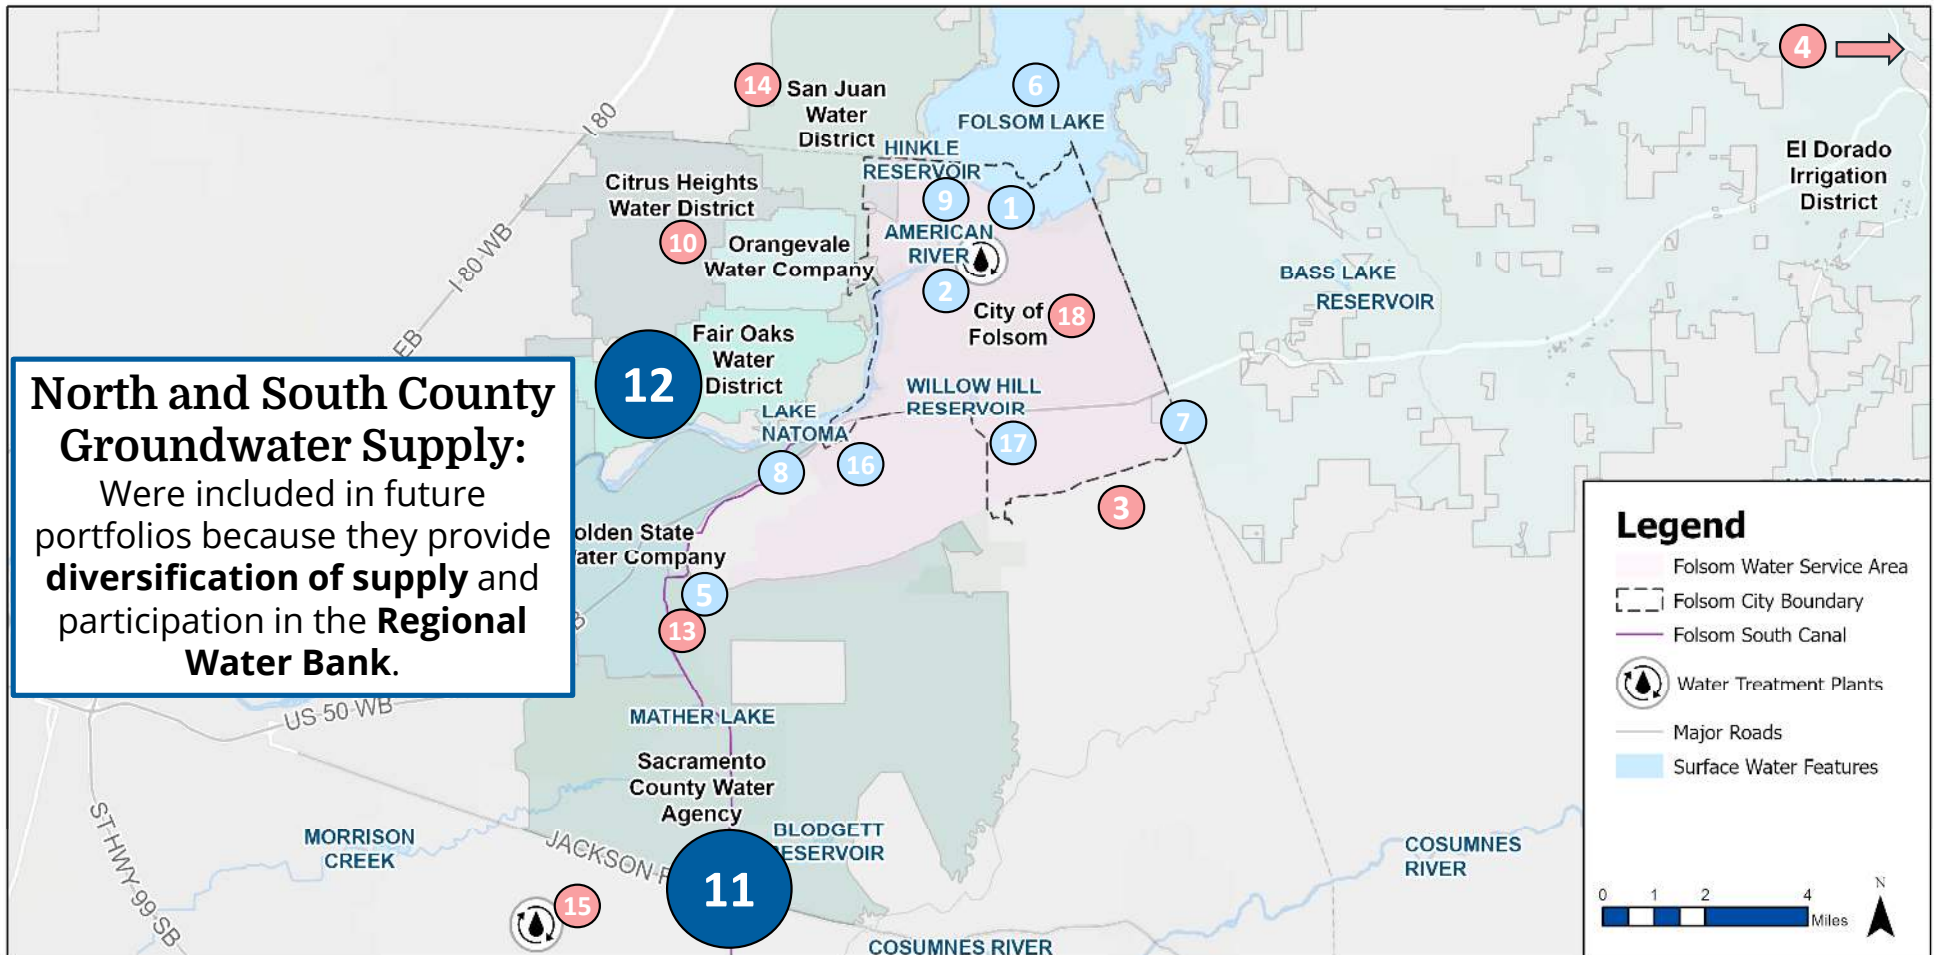 4
14
San Juan
Water
District
6
FOLSOM LAKE
I 80
HINKLE
RESERVOIR
El Dorado
Irrigation
District
Citrus Heights
Water District
9
1
10
Orangevale
Water Company
AMERICAN
RIVER
I 80 WB
2
BASS LAKE
RESERVOIR
City of
Folsom
18
EB
Fair Oaks
Water
District
12
North and South County
Groundwater Supply:
Were included in future
portfolios because they provide
diversification of supply and
participation in the Regional
Water Bank.
WILLOW HILL
RESERVOIR
LAKE
NATOMA
7
17
16
8
3
olden State
ater Company
5
13
B
US 50 WB
MATHER LAKE
Sacramento
County Water
Agency
ST HWY 99 SB
MORRISON
CREEK
JACKSON
BLODGETT
ESERVOIR
11
15
COSUMNES
RIVER
COSUMNES RIVER
Legend
Folsom Water Service Area
Folsom City Boundary
Folsom South Canal
Water Treatment Plants
Major Roads
Surface Water Features
0 1 2 4
Miles
N